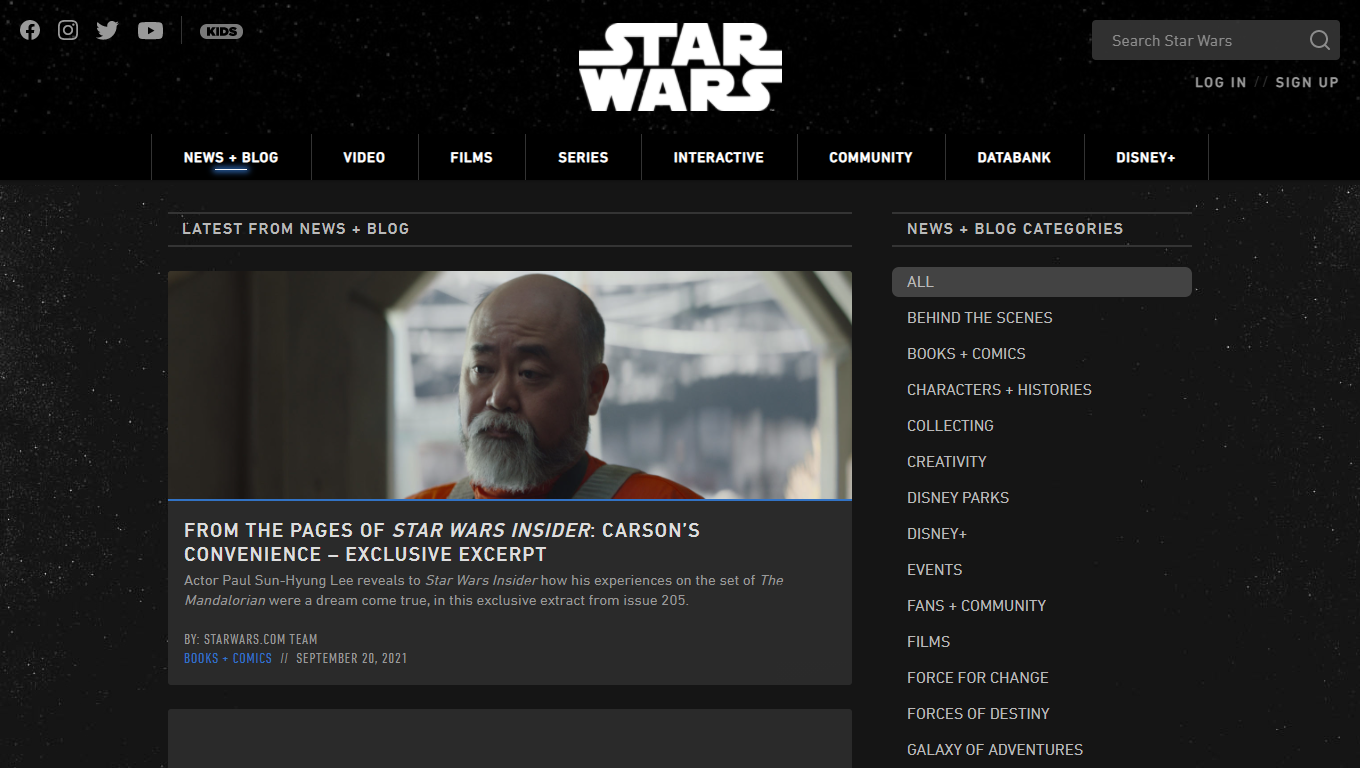 KIDS
STAR
WARS
Search Star Wars
LOG IN // SIGN UP
NEWS + BLOG
VIDEO
FILMS
SERIES
INTERACTIVE
COMMUNITY
DATABANK
DISNEY+
LATEST FROM NEWS + BLOG
FROM THE PAGES OF STAR WARS INSIDER: CARSON’S
CONVENIENCE – EXCLUSIVE EXCERPT
Actor Paul Sun-Hyung Lee reveals to Star Wars Insider how his experiences on the set of The
Mandalorian were a dream come true, in this exclusive extract from issue 205.
BY: STARWARS.COM TEAM
BOOKS + COMICS // SEPTEMBER 20, 2021
NEWS + BLOG CATEGORIES
ALL
BEHIND THE SCENES
BOOKS + COMICS
CHARACTERS + HISTORIES
COLLECTING
CREATIVITY
DISNEY PARKS
DISNEY+
EVENTS
FANS + COMMUNITY
FILMS
FORCE FOR CHANGE
FORCES OF DESTINY
GALAXY OF ADVENTURES